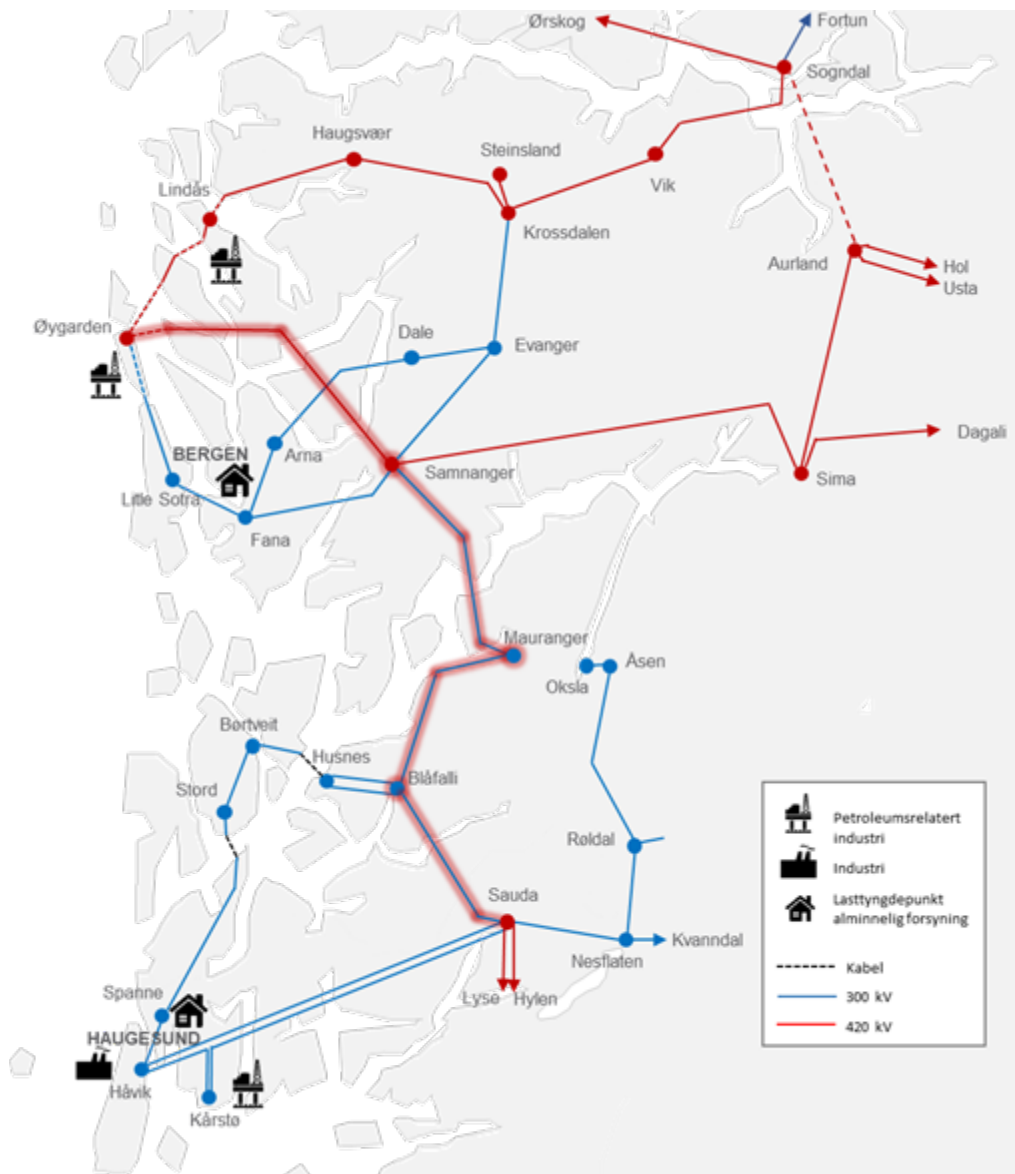 Ørskog
Fortun
Sogndal
Haugsvær
Steinsland
Vik
Lindås
Krossdalen
Aurland
Hol
Usta
Øygarden
Dale
Evanger
Dagali
BERGEN
Arna
Samnanger
Sima
Litle Sotra
Fana
Mauranger
Åsen
Oksla
Børtveit
Husnes
Blåfalli
Stord
Røldal
Sauda
Kvanndal
Nesflaten
Spanne
Lyse
Hylen
HAUGESUND
Håvik
Kårstø
Petroleumsrelatert
industri
Industri
Lasttyngdepunkt
alminnelig forsyning
Kabel
300 kV
420 kV